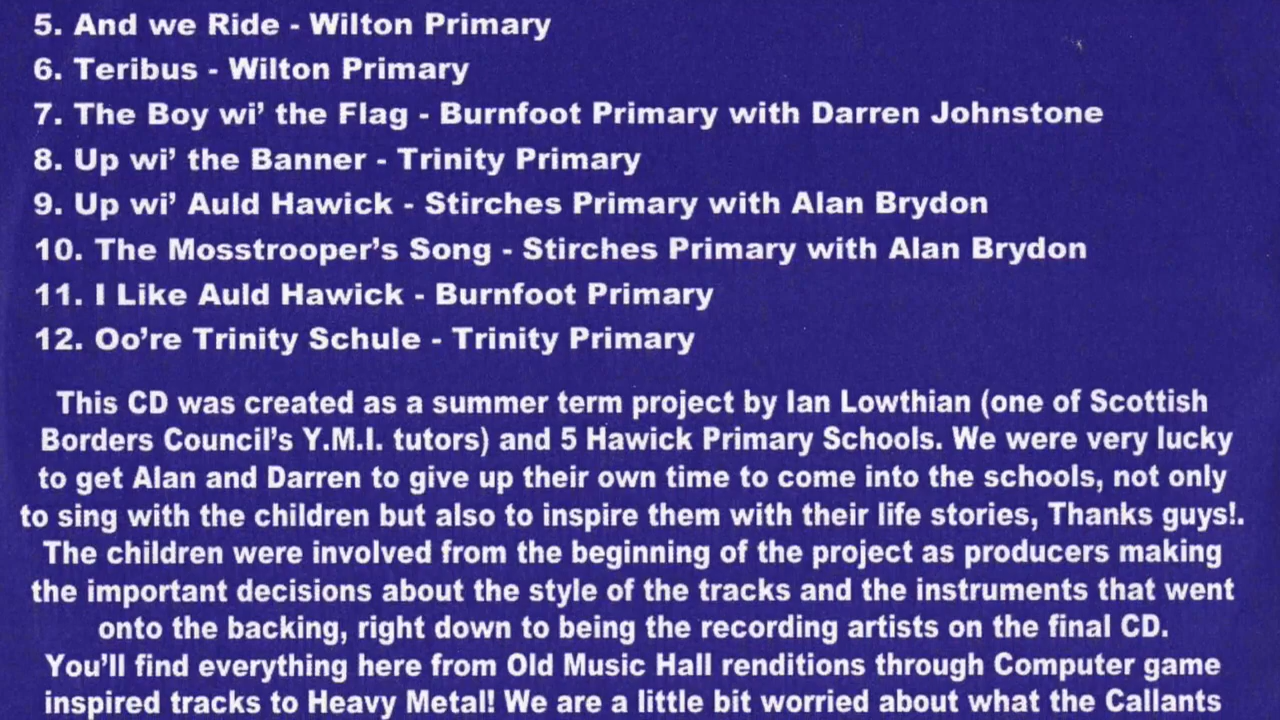 5. And we Ride - Wilton Primary
6. Teribus - Wilton Primary
7. The Boy wi' the Flag - Burnfoot Primary with Darren Johnstone
8. Up wi' the Banner - Trinity Primary
9. Up wi' Auld Hawick - Stirches Primary with Alan Brydon
10. The Mosstrooper's Song - Stirches Primary with Alan Brydon
11. I Like Auld Hawick - Burnfoot Primary
12. Oo're Trinity Schule - Trinity Primary
This CD was created as a summer term project by Ian Lowthian (one of Scottish
Borders Council's Y.M.I. tutors) and 5 Hawick Primary Schools. We were very lucky
to get Alan and Darren to give up their own time to come into the schools, not only
to sing with the children but also to inspire them with their life stories, Thanks guys!.
The children were involved from the beginning of the project as producers making
the important decisions about the style of the tracks and the instruments that went
onto the backing, right down to being the recording artists on the final CD.
You'll find everything here from Old Music Hall renditions through Computer game
inspired tracks to Heavy Metal! We are a little bit worried about what the Callants